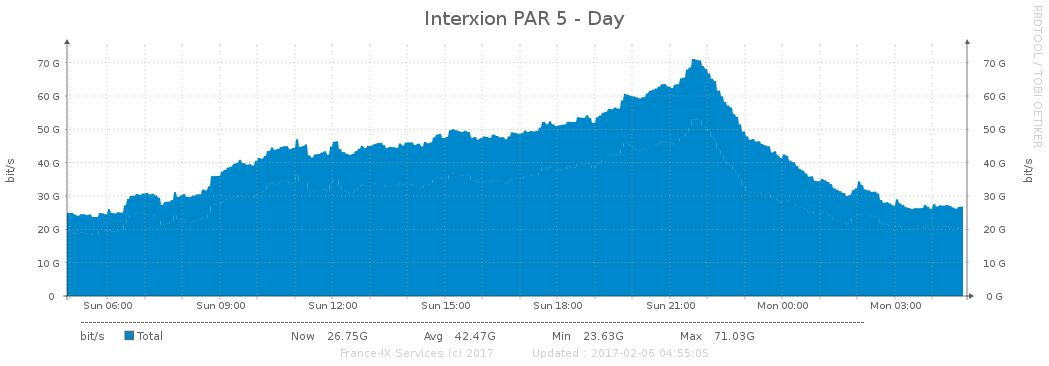 Interxion PAR 5 - Day
RRDTOOL / TOBI OETIKER
bit/s
70 G 70 G
60 G 60 G
50 G 50 G
40 G 40 G
30 G 30 G
20 G 20 G
10 G 10 G
0 0 G
bit/s
Sun 06:00 Sun 09:00 Sun 12:00 Sun 15:00 Sun 18:00 Sun 21:00 Mon 00:00 Mon 03:00
bit/s Total Now 26.75G Avg 42.47G Min 23.63G Max 71.03G
France-IX Services (c) 2017 Updated : 2017-02-06 04:55:05